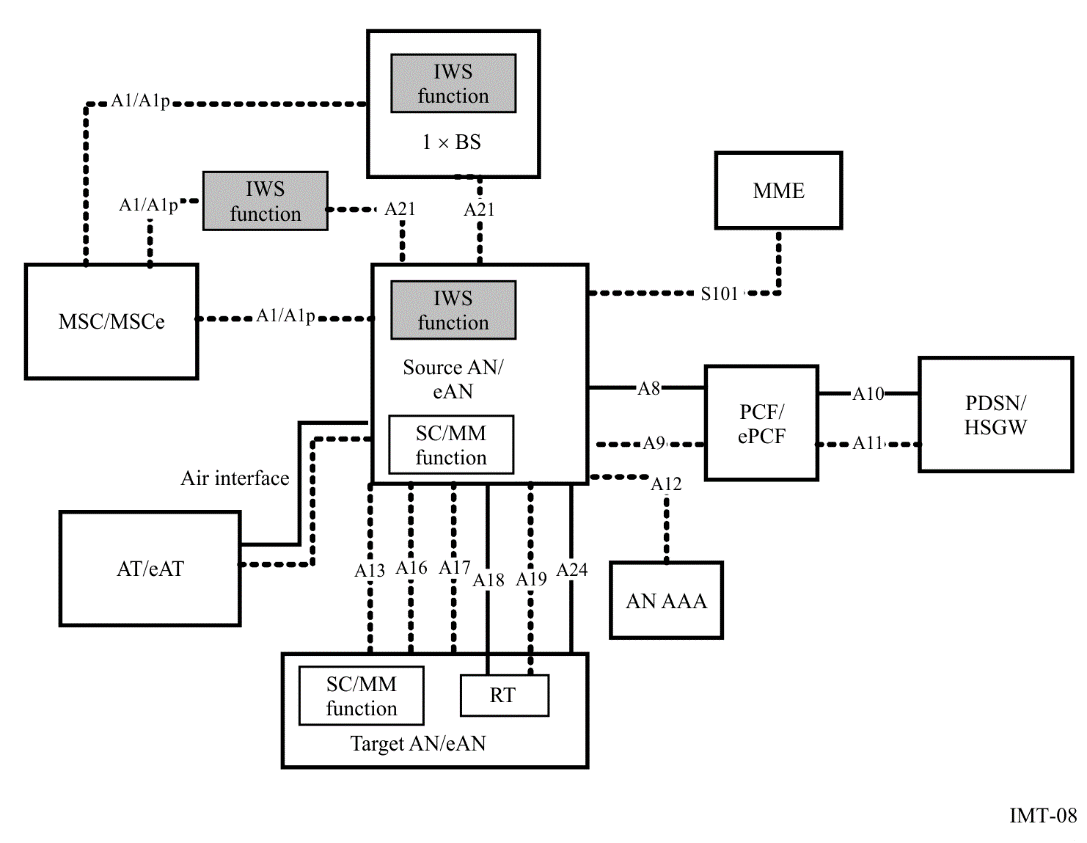 IWS
function
A1/A1p
1 × BS
IWS
function
MME
A1/A1p
A21
A21
S101
IWS
function
MSC/MSCe
A1/A1p
Source AN/
eAN
A8
A10
PCF/
ePCF
PDSN/
HSGW
SC/MM
function
A9
A11
Air interface
A12
AT/eAT
A13
A16
A17
A18
A19
A24
AN AAA
SC/MM
function
RT
Target AN/eAN
IMT-08